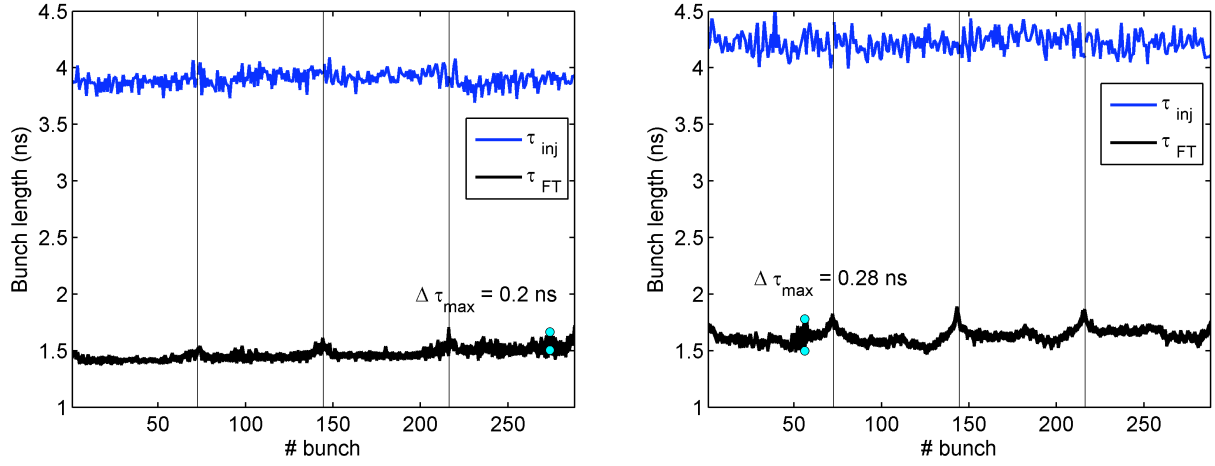 4.5
4
3.5
3
2.5
2
1.5
1
Bunch length (ns)
τ inj
τ FT
Δ τmax = 0.2 ns
50 100 150 200 250
# bunch
4.5
4
3.5
3
2.5
2
1.5
1
Bunch length (ns)
τ inj
τ FT
Δ τmax = 0.28 ns
50 100 150 200 250
# bunch